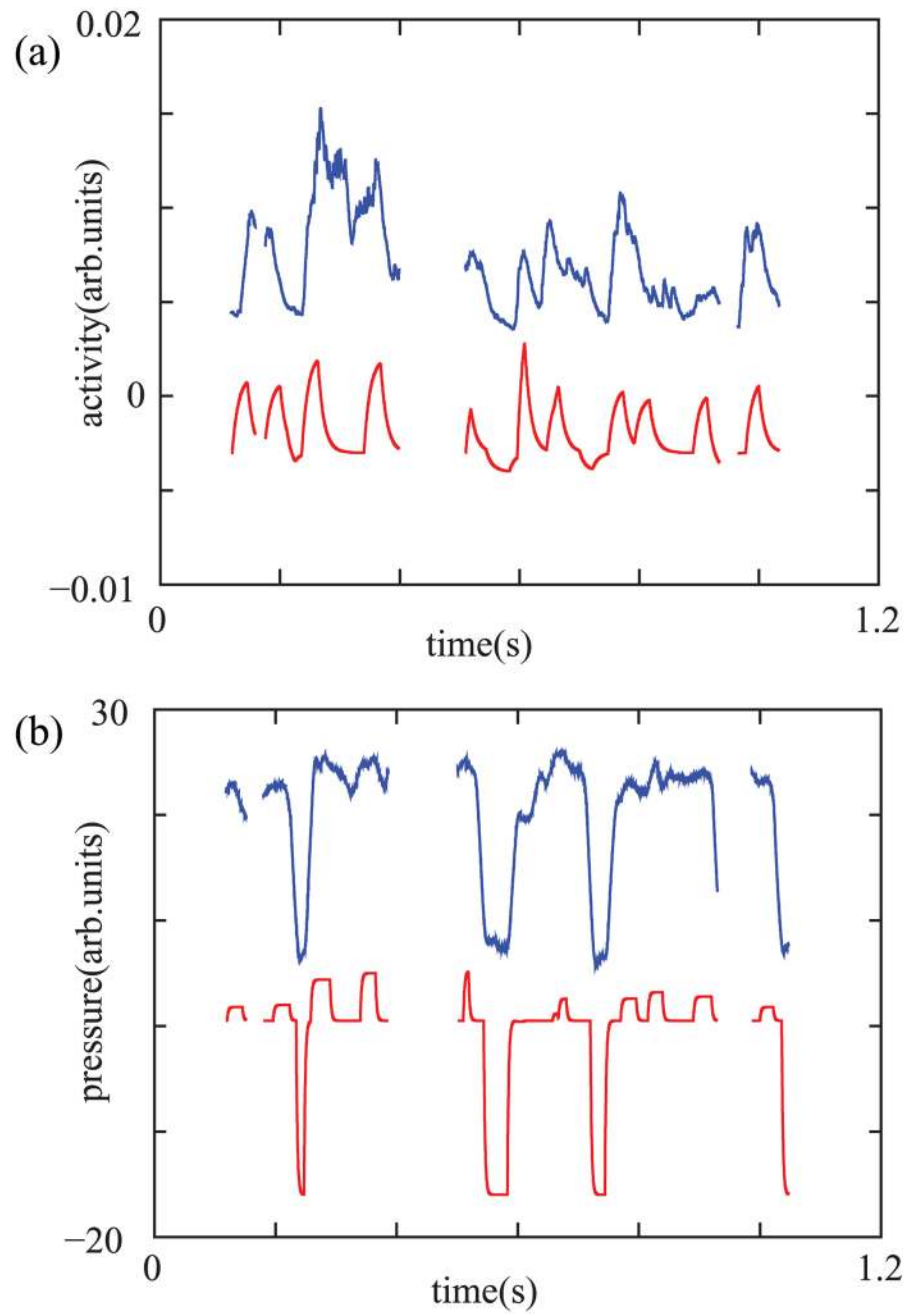 (a)
0.02
activity(arb.units)
0
−0.01
0
1.2
time(s)
(b)
30
pressure(arb.units)
−20
0
1.2
time(s)